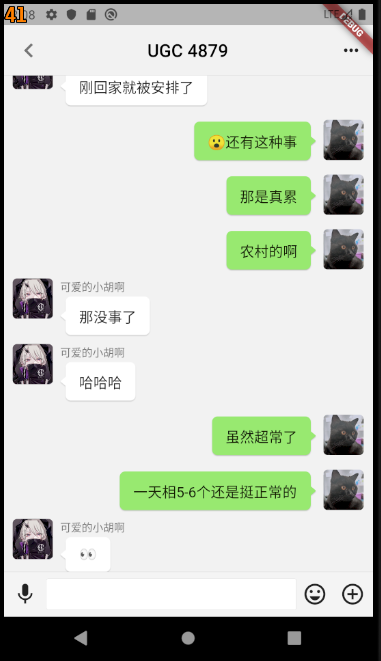 41
LTE
DEBUG
UGC 4879
刚回家就被安排了
😮还有这种事
那是真累
农村的啊
可爱的小胡啊
那没事了
可爱的小胡啊
哈哈哈
虽然超常了
一天相5-6个还是挺正常的
可爱的小胡啊
👀